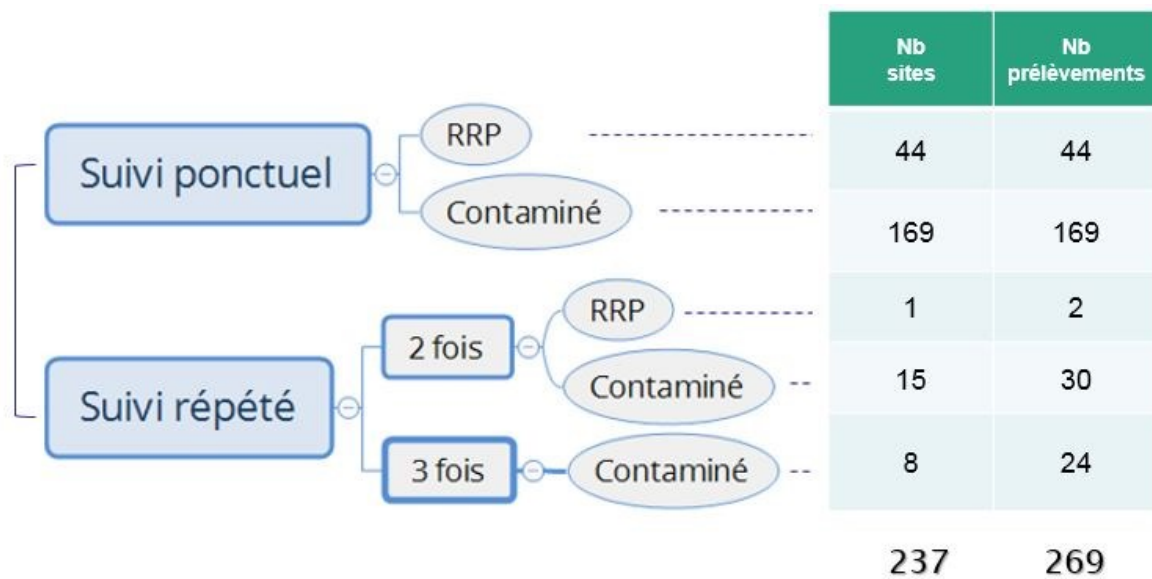 Nb
sites
Nb
prélèvements
Suivi ponctuel
RRP
44
44
Contaminé
169
169
Suivi répété
2 fois
RRP
1
2
Contaminé
15
30
3 fois
Contaminé
8
24
237
269